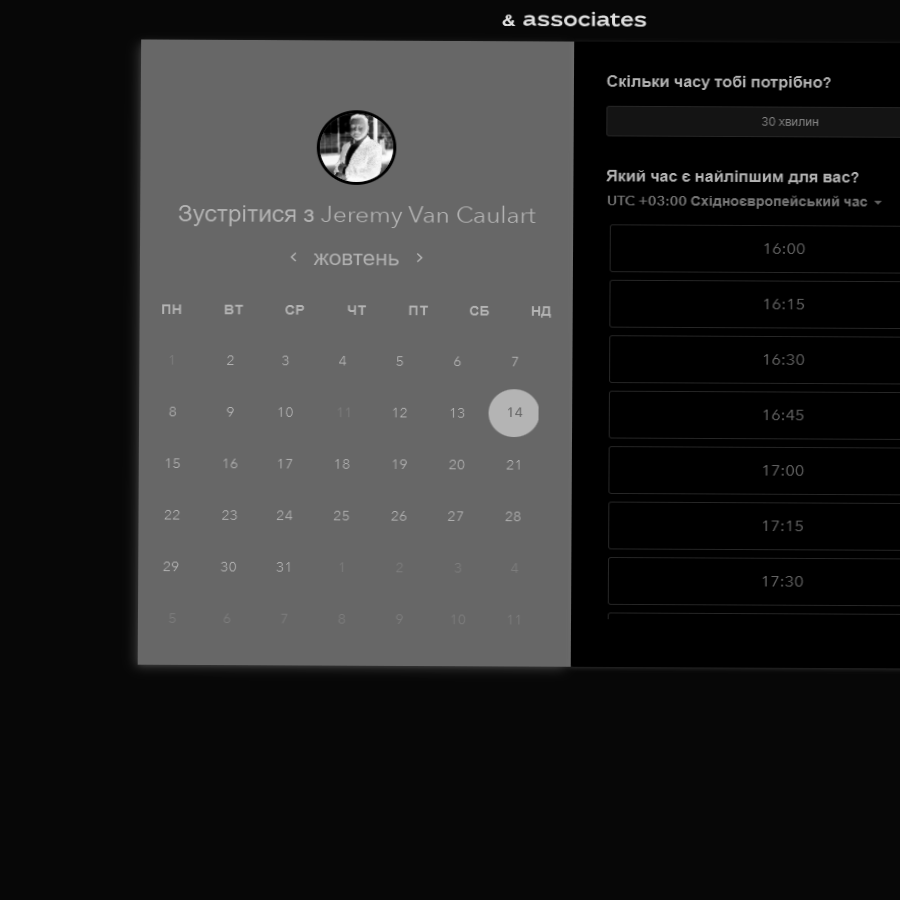 & associates
Зустрітися з Jeremy Van Caulart
жовтень
ПН ВТ СР ЧТ ПТ СБ НД
1 2 3 4 5 6 7
8 9 10 11 12 13 14
15 16 17 18 19 20 21
22 23 24 25 26 27 28
29 30 31 1 2 3 4
5 6 7 8 9 10 11
Скільки часу тобі потрібно?
30 хвилин
Який час є найліпшим для вас?
UTC +03:00 Східноєвропейський час
16:00
16:15
16:30
16:45
17:00
17:15
17:30